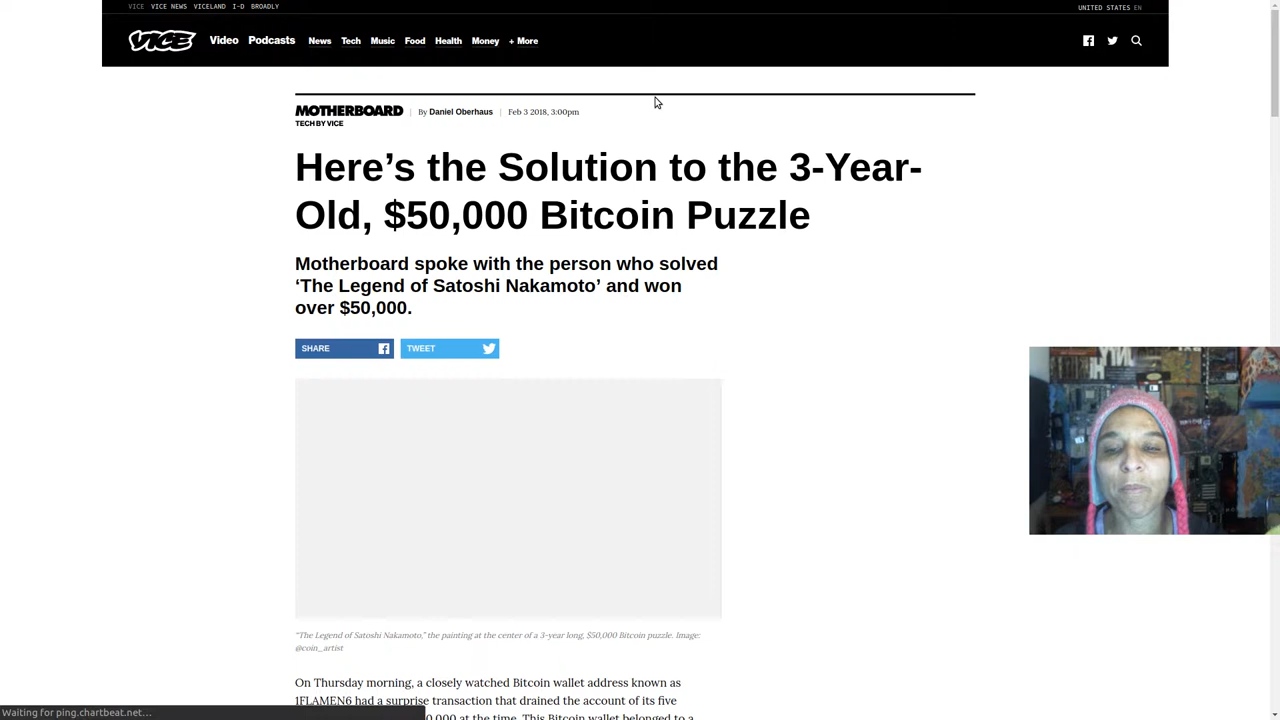 VICE VICE NEWS VICELAND I-D BROADLY
UNITED STATES EN
VICE Video Podcasts News Tech Music Food Health Money + More
MOTHERBOARD
TECH BY VICE
By Daniel Oberhaus Feb 3 2018, 3:00pm
Here’s the Solution to the 3-Year-
Old, $50,000 Bitcoin Puzzle
Motherboard spoke with the person who solved
‘The Legend of Satoshi Nakamoto’ and won
over $50,000.
SHARE TWEET
“The Legend of Satoshi Nakamoto,” the painting at the center of a 3-year long, $50,000 Bitcoin puzzle. Image:
@coin_artist
On Thursday morning, a closely watched Bitcoin wallet address known as
1FLAMEN6 had a surprise transaction that drained the account of its five
at the time. This Bitcoin wallet belonged to a
Waiting for ping.chartbeat.net…